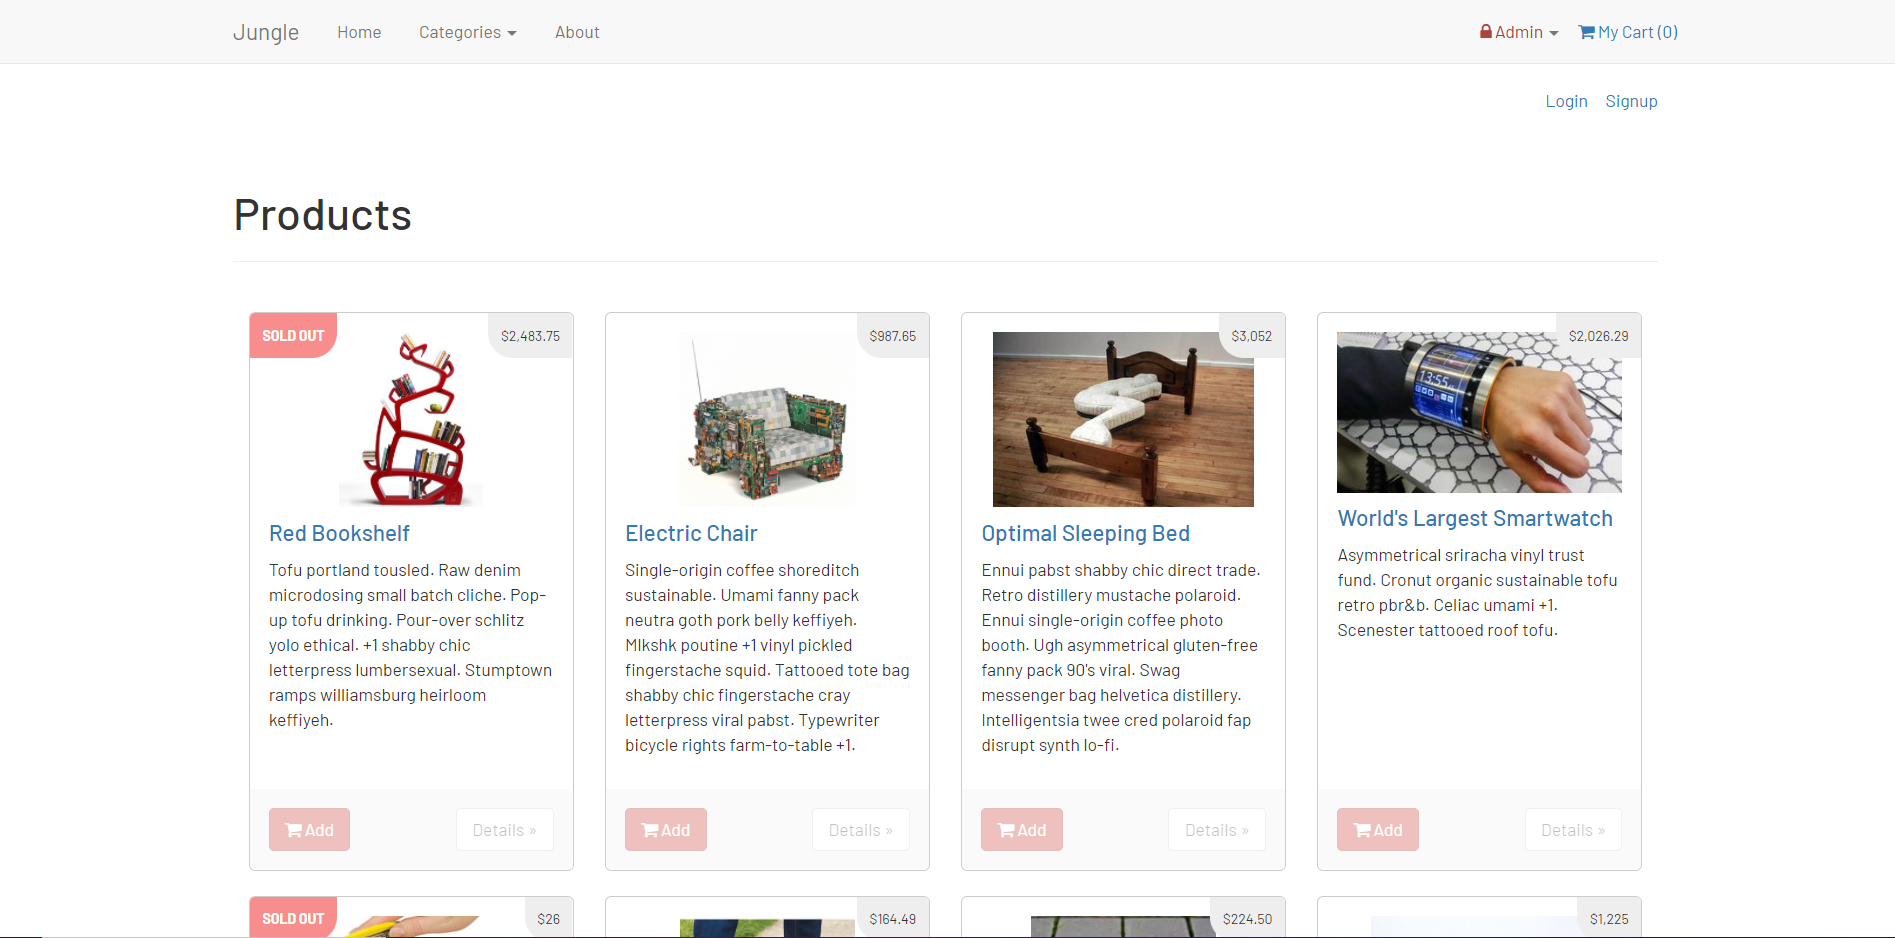 Jungle Home Categories About Admin My Cart (0)
Login Signup
Products
SOLD OUT $2,483.75
Red Bookshelf
Tofu portland tousled. Raw denim
microdosing small batch cliche. Pop-
up tofu drinking. Pour-over schlitz
yolo ethical. +1 shabby chic
letterpress lumbersexual. Stumptown
ramps williamsburg heirloom
keffiyeh.
Add Details »
$987.65
Electric Chair
Single-origin coffee shoreditch
sustainable. Umami fanny pack
neutra goth pork belly keffiyeh.
Mlkshk poutine +1 vinyl pickled
fingerstache squid. Tattooed tote bag
shabby chic fingerstache cray
letterpress viral pabst. Typewriter
bicycle rights farm-to-table +1.
Add Details »
$3,052
Optimal Sleeping Bed
Ennui pabst shabby chic direct trade.
Retro distillery mustache polaroid.
Ennui single-origin coffee photo
booth. Ugh asymmetrical gluten-free
fanny pack 90's viral. Swag
messenger bag helvetica distillery.
Intelligentsia twee cred polaroid fap
disrupt synth lo-fi.
Add Details »
$2,026.29
13:55
World's Largest Smartwatch
Asymmetrical sriracha vinyl trust
fund. Cronut organic sustainable tofu
retro pbr&b. Celiac umami +1.
Scenester tattooed roof tofu.
Add Details »
SOLD OUT $26
$164.49
$224.50
$1,225